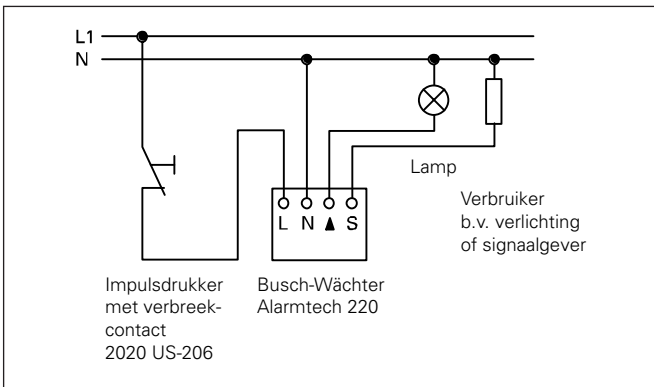 L1
N
Lamp
L N ▲ S
Verbruiker
b.v. verlichting
of signaalgever
Impulsdrukker
met verbreek-
contact
2020 US-206
Busch-Wächter
Alarmtech 220